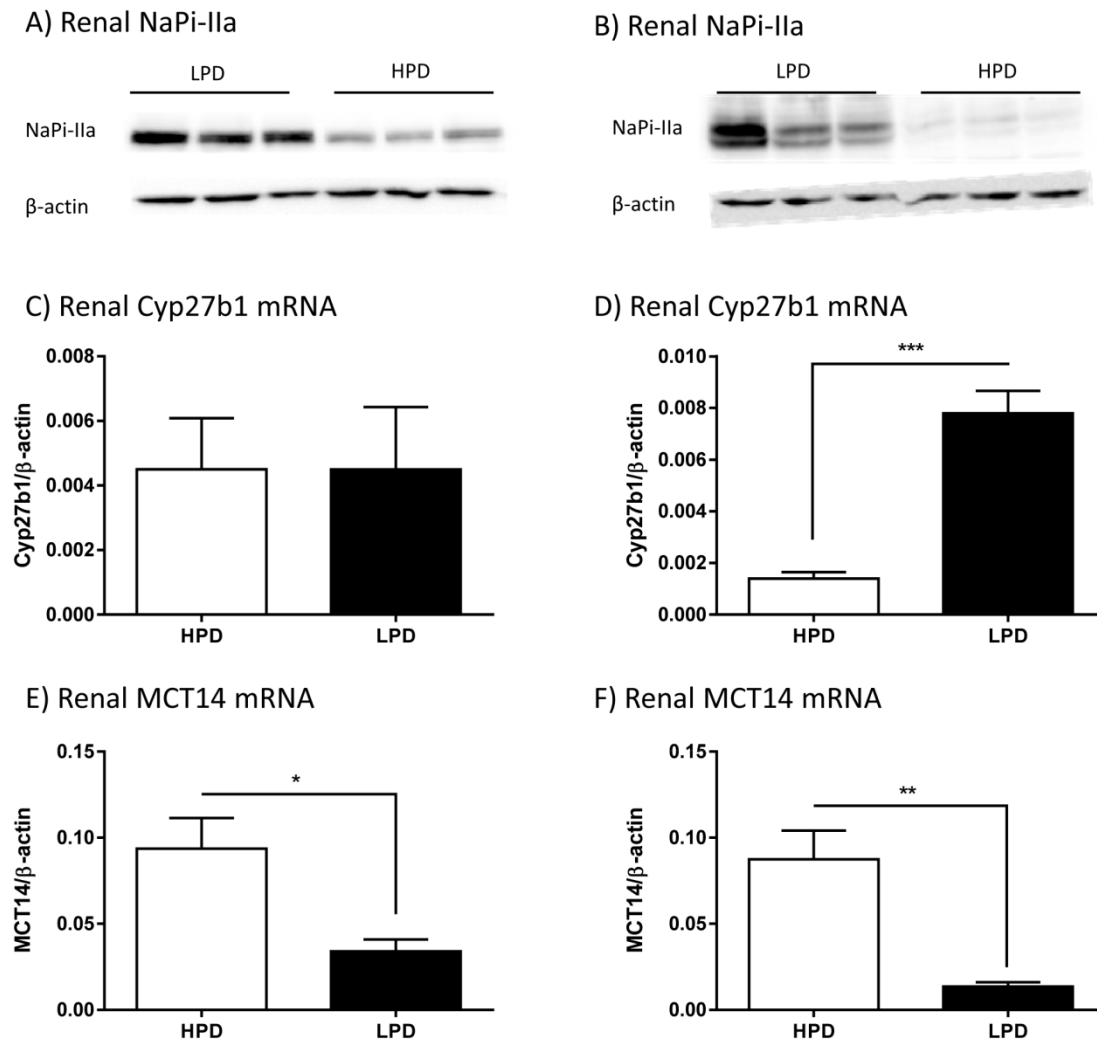 A) Renal NaPi-IIa
LPD HPD
NaPi-IIa
β-actin
B) Renal NaPi-IIa
LPD HPD
NaPi-IIa
β-actin
C) Renal Cyp27b1 mRNA
Cyp27b1/β-actin
0.008
0.006
0.004
0.002
0.000
HPD LPD
D) Renal Cyp27b1 mRNA
Cyp27b1/β-actin
0.010
0.008
0.006
0.004
0.002
0.000
***
HPD LPD
E) Renal MCT14 mRNA
MCT14/β-actin
0.15
0.10
0.05
0.00
*
HPD LPD
F) Renal MCT14 mRNA
MCT14/β-actin
0.15
0.10
0.05
0.00
**
HPD LPD